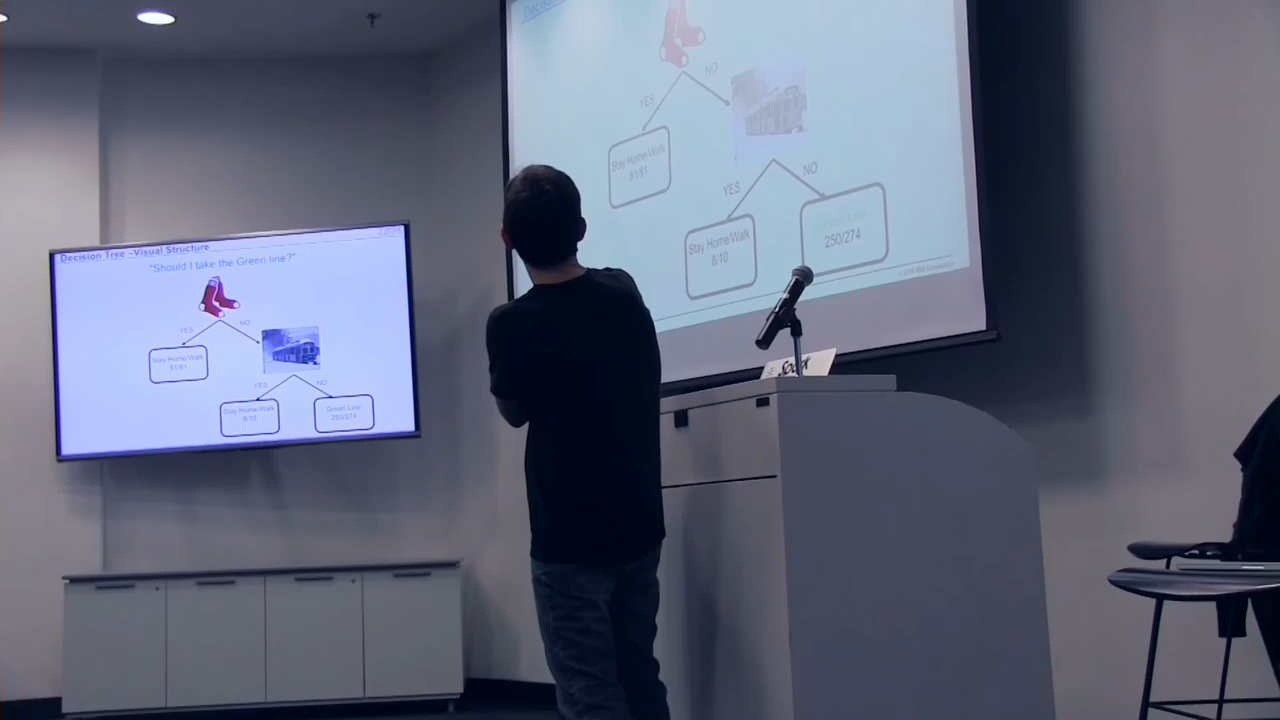 Decision Tree –Visual Structure
"Should I take the Green line?"
YES
NO
Stay Home/Walk
81/81
YES
NO
Stay Home/Walk
8/10
Green Line
250/274
YES
NO
Stay Home/Walk
81/81
YES
NO
Stay Home/Walk
8/10
Green Line
250/274